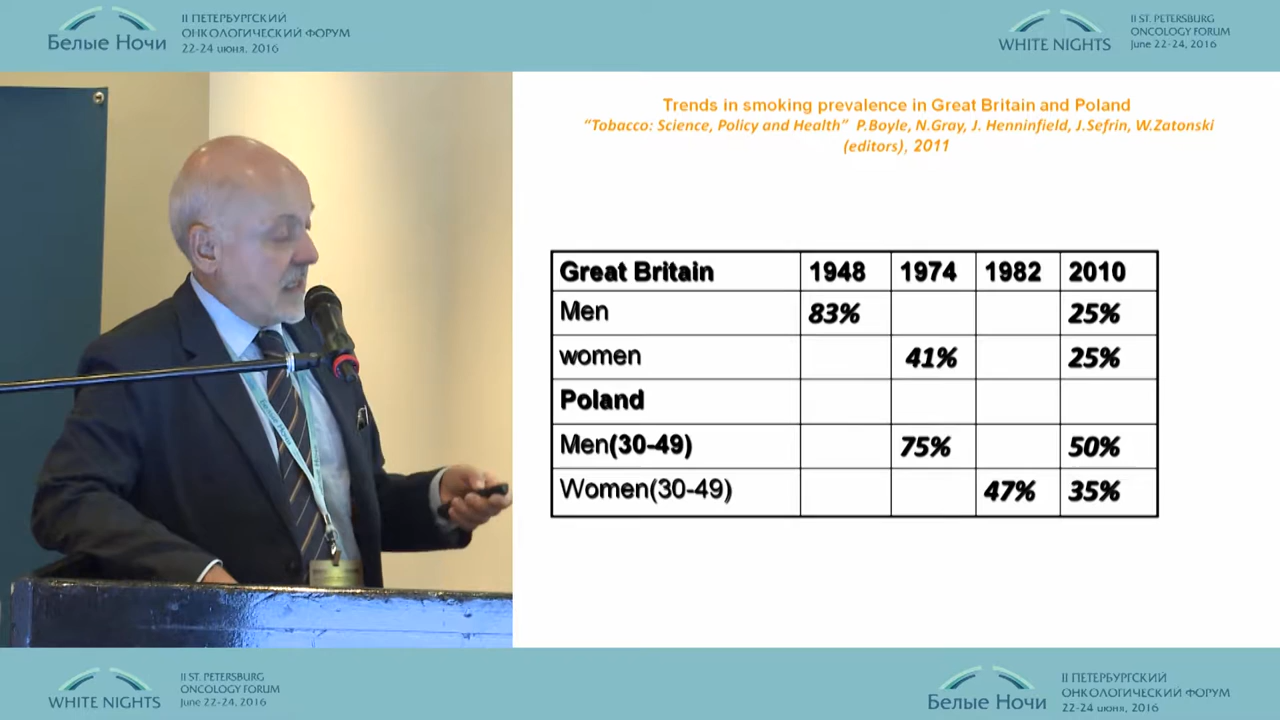 II ПЕТЕРБУРГСКИЙ
ОНКОЛОГИЧЕСКИЙ ФОРУМ
Белые Ночи
22-24 июня, 2016
II ST. PETERSBURG
ONCOLOGY FORUM
WHITE NIGHTS
June 22-24, 2016
Trends in smoking prevalence in Great Britain and Poland
"Tobacco: Science, Policy and Health" P.Boyle, N.Gray, J. Henninfield, J.Sefrin, W.Zatonski
(editors), 2011
Great Britain 1948 1974 1982 2010
Men 83% 25%
women 41% 25%
Poland
Men(30-49) 75% 50%
Women(30-49) 47% 35%
II ST. PETERSBURG
ONCOLOGY FORUM
WHITE NIGHTS
June 22-24, 2016
II ПЕТЕРБУРГСКИЙ
ОНКОЛОГИЧЕСКИЙ ФОРУМ
Белые Ночи
22-24 июня, 2016